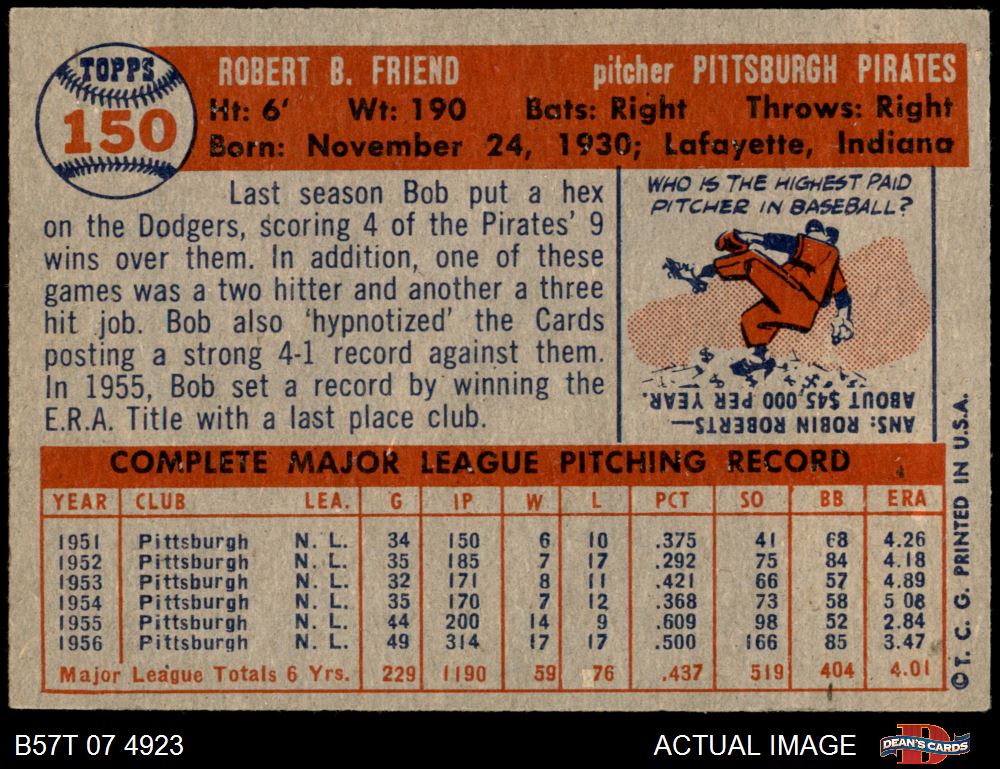 TOPPS
150
ROBERT B. FRIEND pitcher PITTSBURGH PIRATES
Ht: 6' Wt: 190 Bats: Right Throws: Right
Born: November 24, 1930; Lafayette, Indiana
Last season Bob put a hex
on the Dodgers, scoring 4 of the Pirates' 9
wins over them. In addition, one of these
games was a two hitter and another a three
hit job. Bob also 'hypnotized' the Cards
posting a strong 4-1 record against them.
In 1955, Bob set a record by winning the
E.R.A. Title with a last place club.
WHO IS THE HIGHEST PAID
PITCHER IN BASEBALL?
ANS: ROBIN ROBERTS—
ABOUT $45,000 PER YEAR.
COMPLETE MAJOR LEAGUE PITCHING RECORD
YEAR CLUB LEA. G IP W L PCT SO BB ERA
1951 Pittsburgh N. L. 34 150 6 10 .375 41 68 4.26
1952 Pittsburgh N. L. 35 185 7 17 .292 75 84 4.18
1953 Pittsburgh N. L. 32 171 8 11 .421 66 57 4.89
1954 Pittsburgh N. L. 35 170 7 12 .368 73 58 5 08
1955 Pittsburgh N. L. 44 200 14 9 .609 98 52 2.84
1956 Pittsburgh N. L. 49 314 17 17 .500 166 85 3.47
Major League Totals 6 Yrs. 229 1190 59 76 .437 519 404 4.01
©T. C. G. PRINTED IN U.S.A.
B57T 07 4923
ACTUAL IMAGE
DEAN'S CARDS